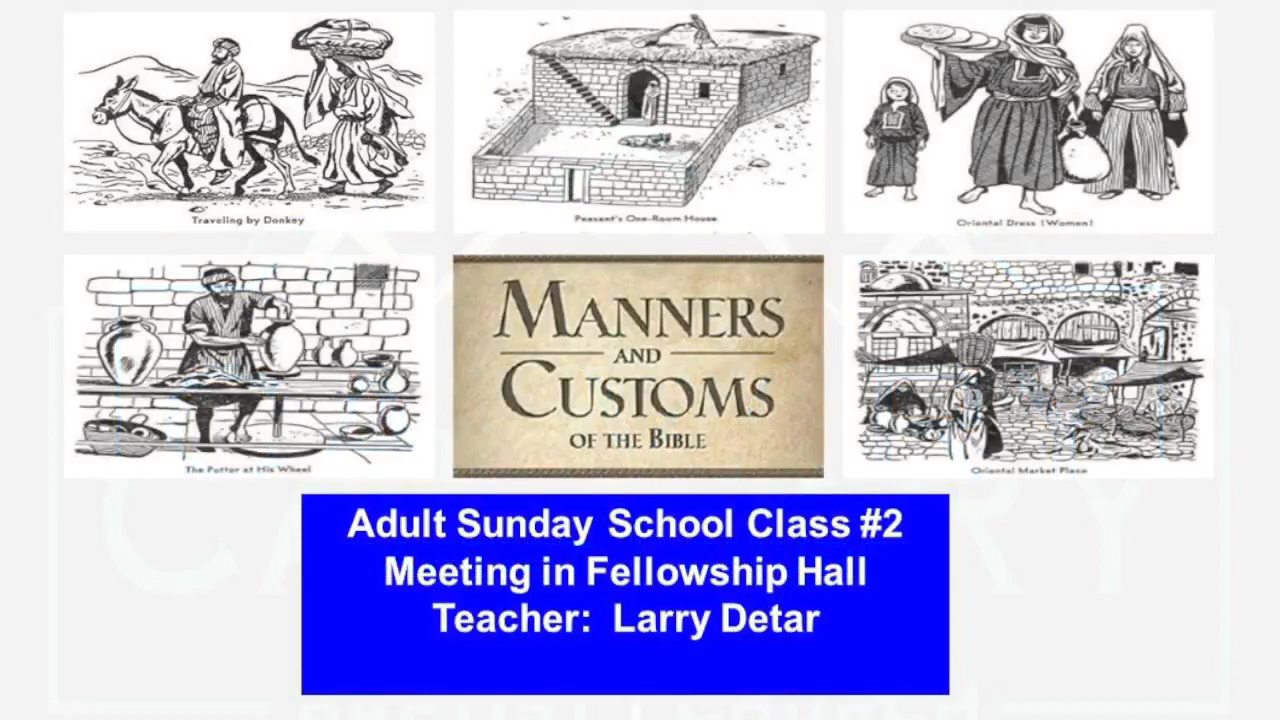 Traveling by Donkey
Peasant's One-Room House
Oriental Dress (Women)
MANNERS
AND
CUSTOMS
OF THE BIBLE
The Potter at His Wheel
Oriental Market Place
Adult Sunday School Class #2
Meeting in Fellowship Hall
Teacher: Larry Detar